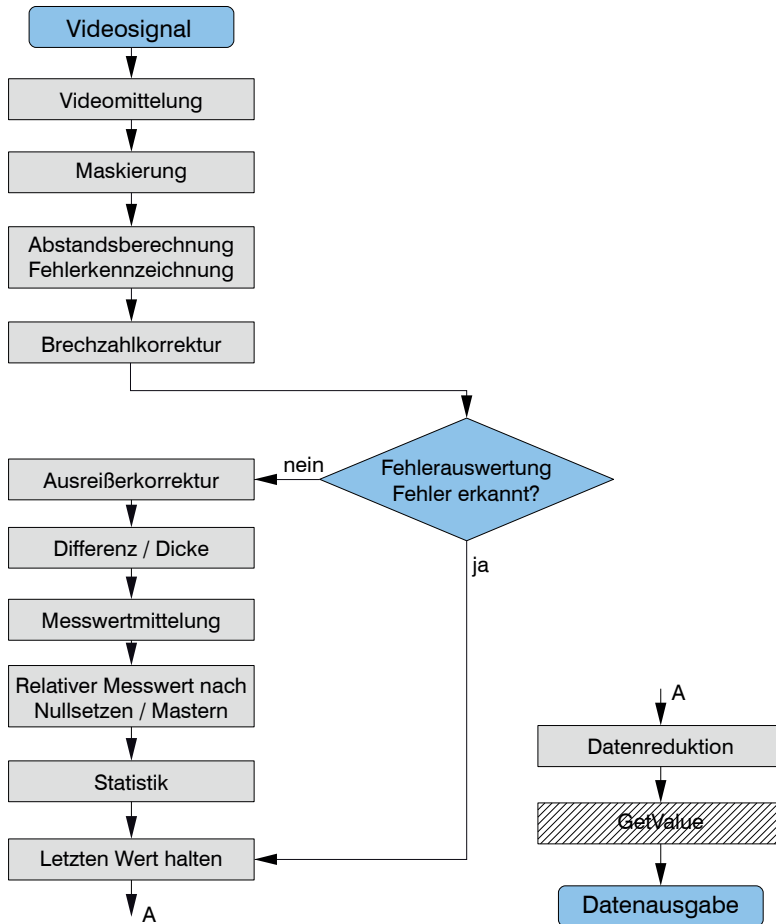 Videosignal
Videomittelung
Maskierung
Abstandsberechnung
Fehlerkennzeichnung
Brechzahlkorrektur
Fehlerauswertung
Fehler erkannt?
nein
ja
Ausreißerkorrektur
Differenz / Dicke
Messwertmittelung
Relativer Messwert nach
Nullsetzen / Mastern
Statistik
Letzten Wert halten
A
A
Datenreduktion
GetValue
Datenausgabe